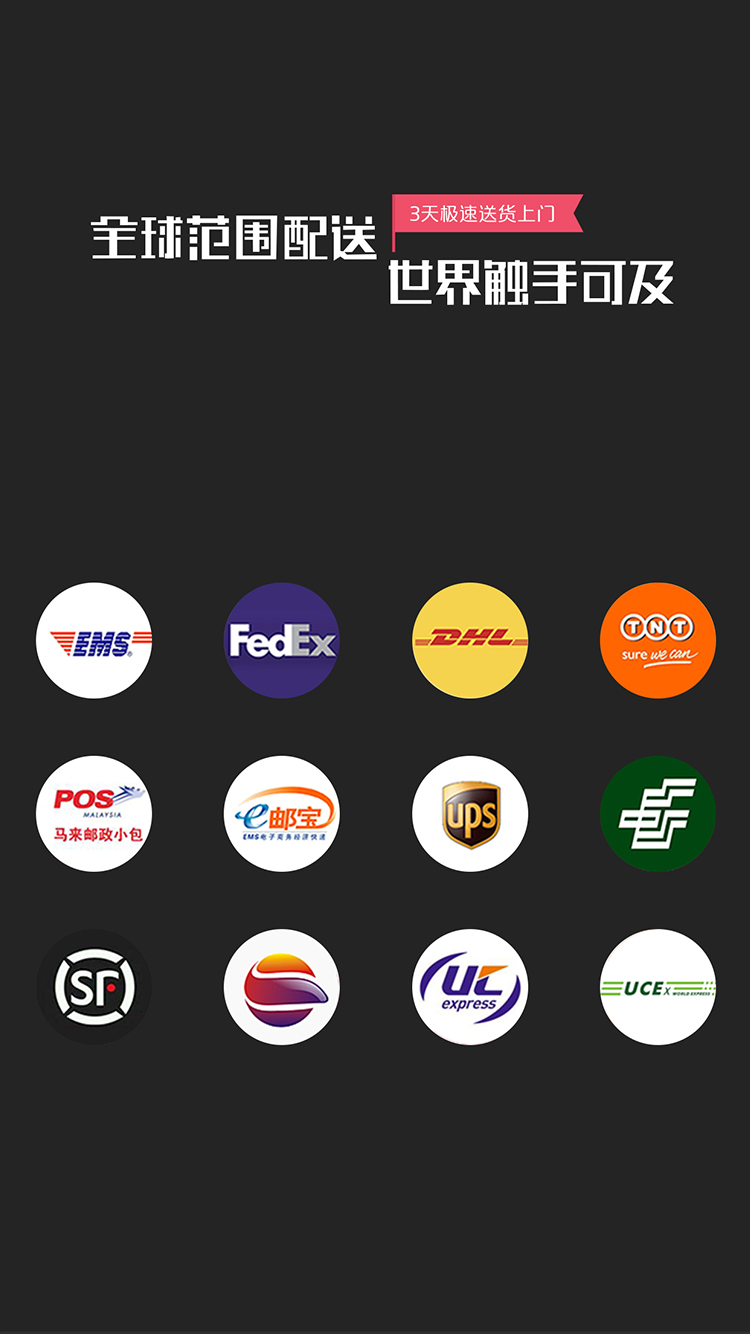 全球范围配送
3天极速送货上门
世界触手可及
EMS
FedEx
DHL
TNT
sure we can
POS
MALAYSIA
马来邮政小包
e邮宝
EMS电子商务经济快递
ups
SF
UC
express
UCEx WORLD EXPRESS